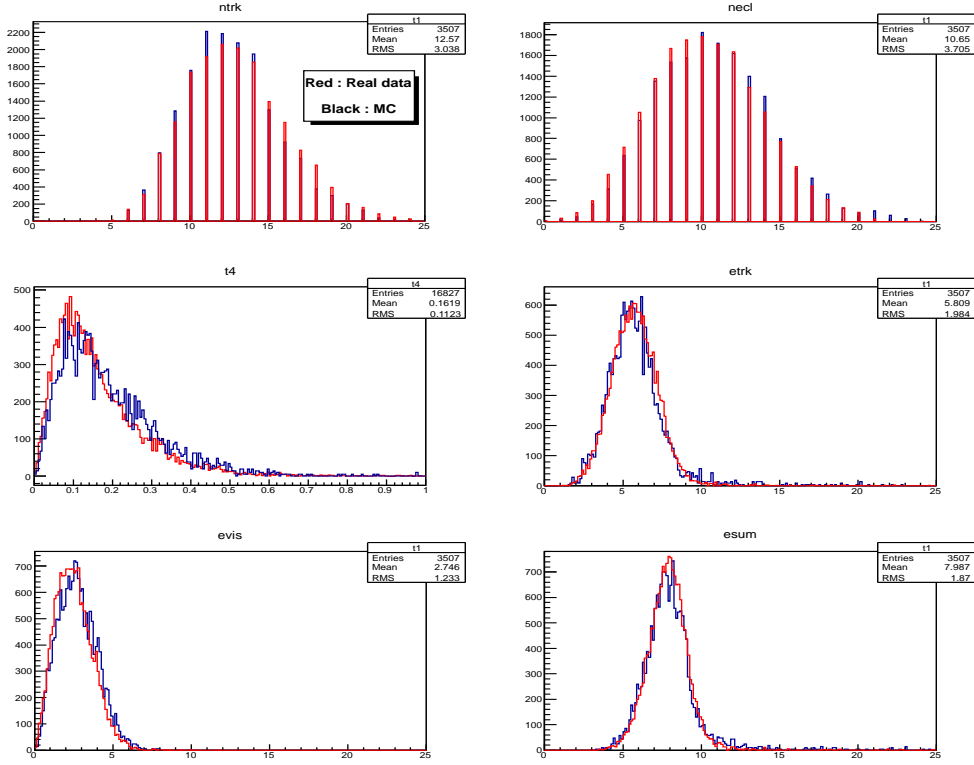 ntrk
t1
Entries 3507
Mean 12.57
RMS 3.038
Red : Real data
Black : MC
2200
2000
1800
1600
1400
1200
1000
800
600
400
200
0
0 5 10 15 20 25
necl
t1
Entries 3507
Mean 10.65
RMS 3.705
1800
1600
1400
1200
1000
800
600
400
200
0
0 5 10 15 20 25
t4
t4
Entries 16827
Mean 0.1619
RMS 0.1123
500
400
300
200
100
0
0 0.1 0.2 0.3 0.4 0.5 0.6 0.7 0.8 0.9 1
etrk
t1
Entries 3507
Mean 5.809
RMS 1.984
600
500
400
300
200
100
0
0 5 10 15 20 25
evis
t1
Entries 3507
Mean 2.746
RMS 1.233
700
600
500
400
300
200
100
0
0 5 10 15 20 25
esum
t1
Entries 3507
Mean 7.987
RMS 1.87
700
600
500
400
300
200
100
0
0 5 10 15 20 25